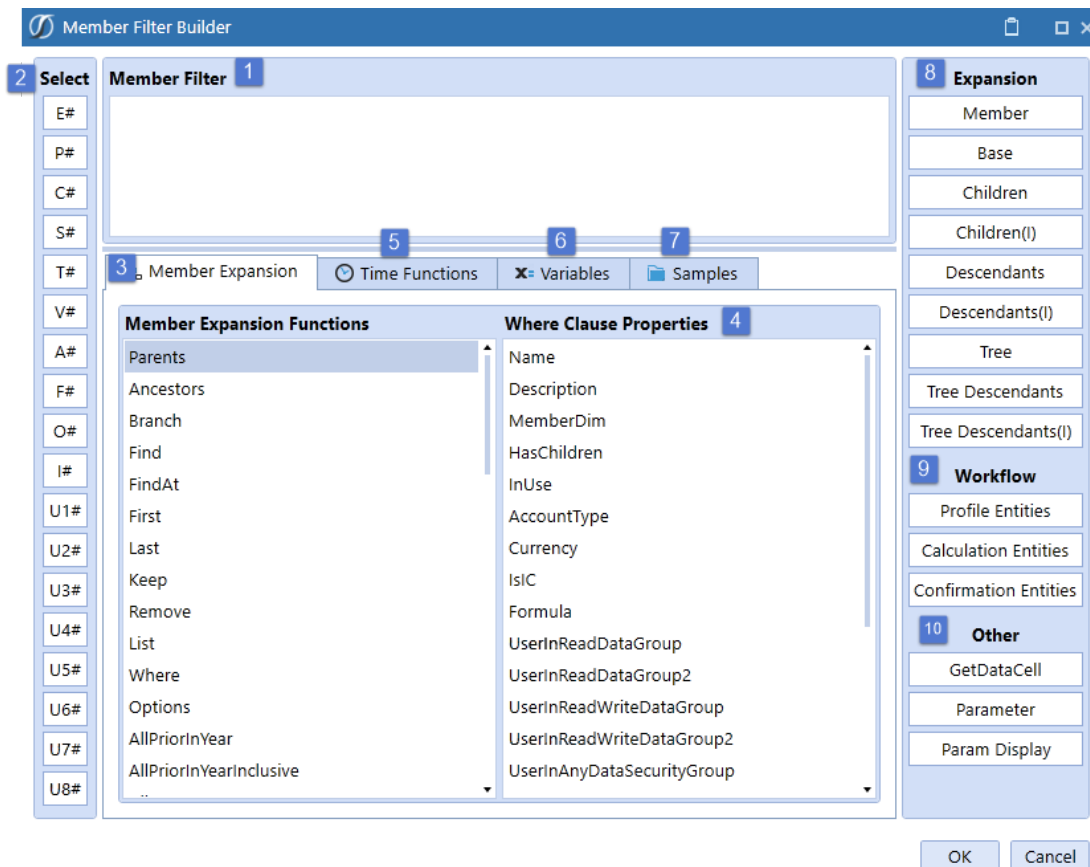 Member Filter Builder
2 Select
E#
P#
C#
S#
T#
V#
A#
F#
O#
I#
U1#
U2#
U3#
U4#
U5#
U6#
U7#
U8#
Member Filter 1
3 Member Expansion
5
Time Functions
6
X= Variables
7
Samples
Member Expansion Functions
Parents
Ancestors
Branch
Find
FindAt
First
Last
Keep
Remove
List
Where
Options
AllPriorInYear
AllPriorInYearInclusive
Where Clause Properties 4
Name
Description
MemberDim
HasChildren
InUse
AccountType
Currency
IsIC
Formula
UserInReadDataGroup
UserInReadDataGroup2
UserInReadWriteDataGroup
UserInReadWriteDataGroup2
UserInAnyDataSecurityGroup
8 Expansion
Member
Base
Children
Children(I)
Descendants
Descendants(I)
Tree
Tree Descendants
Tree Descendants(I)
9 Workflow
Profile Entities
Calculation Entities
Confirmation Entities
10 Other
GetDataCell
Parameter
Param Display
OK
Cancel